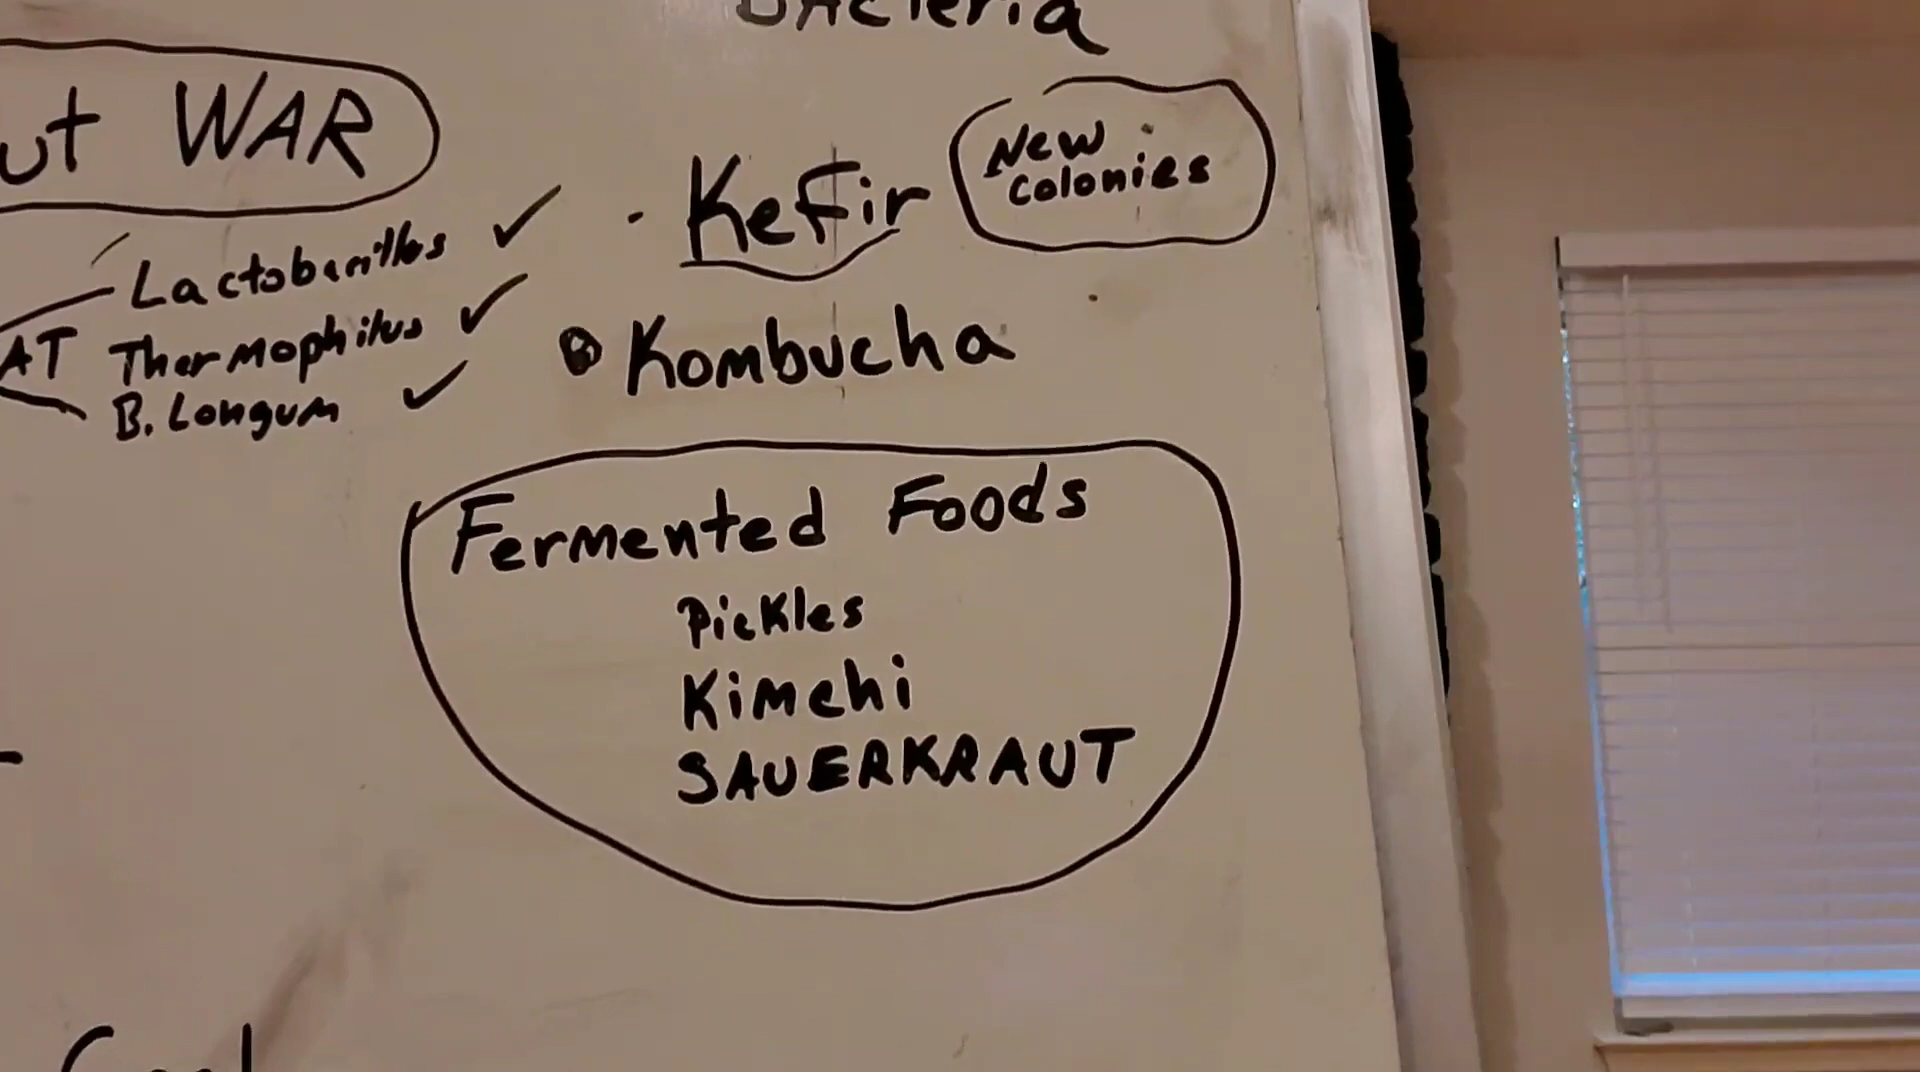 Bacteria
ut WAR
Kefir
New
Colonies
Lactobacillus
AT Thermophilus
B. Longum
Kombucha
Fermented Foods
Pickles
Kimchi
SAUERKRAUT